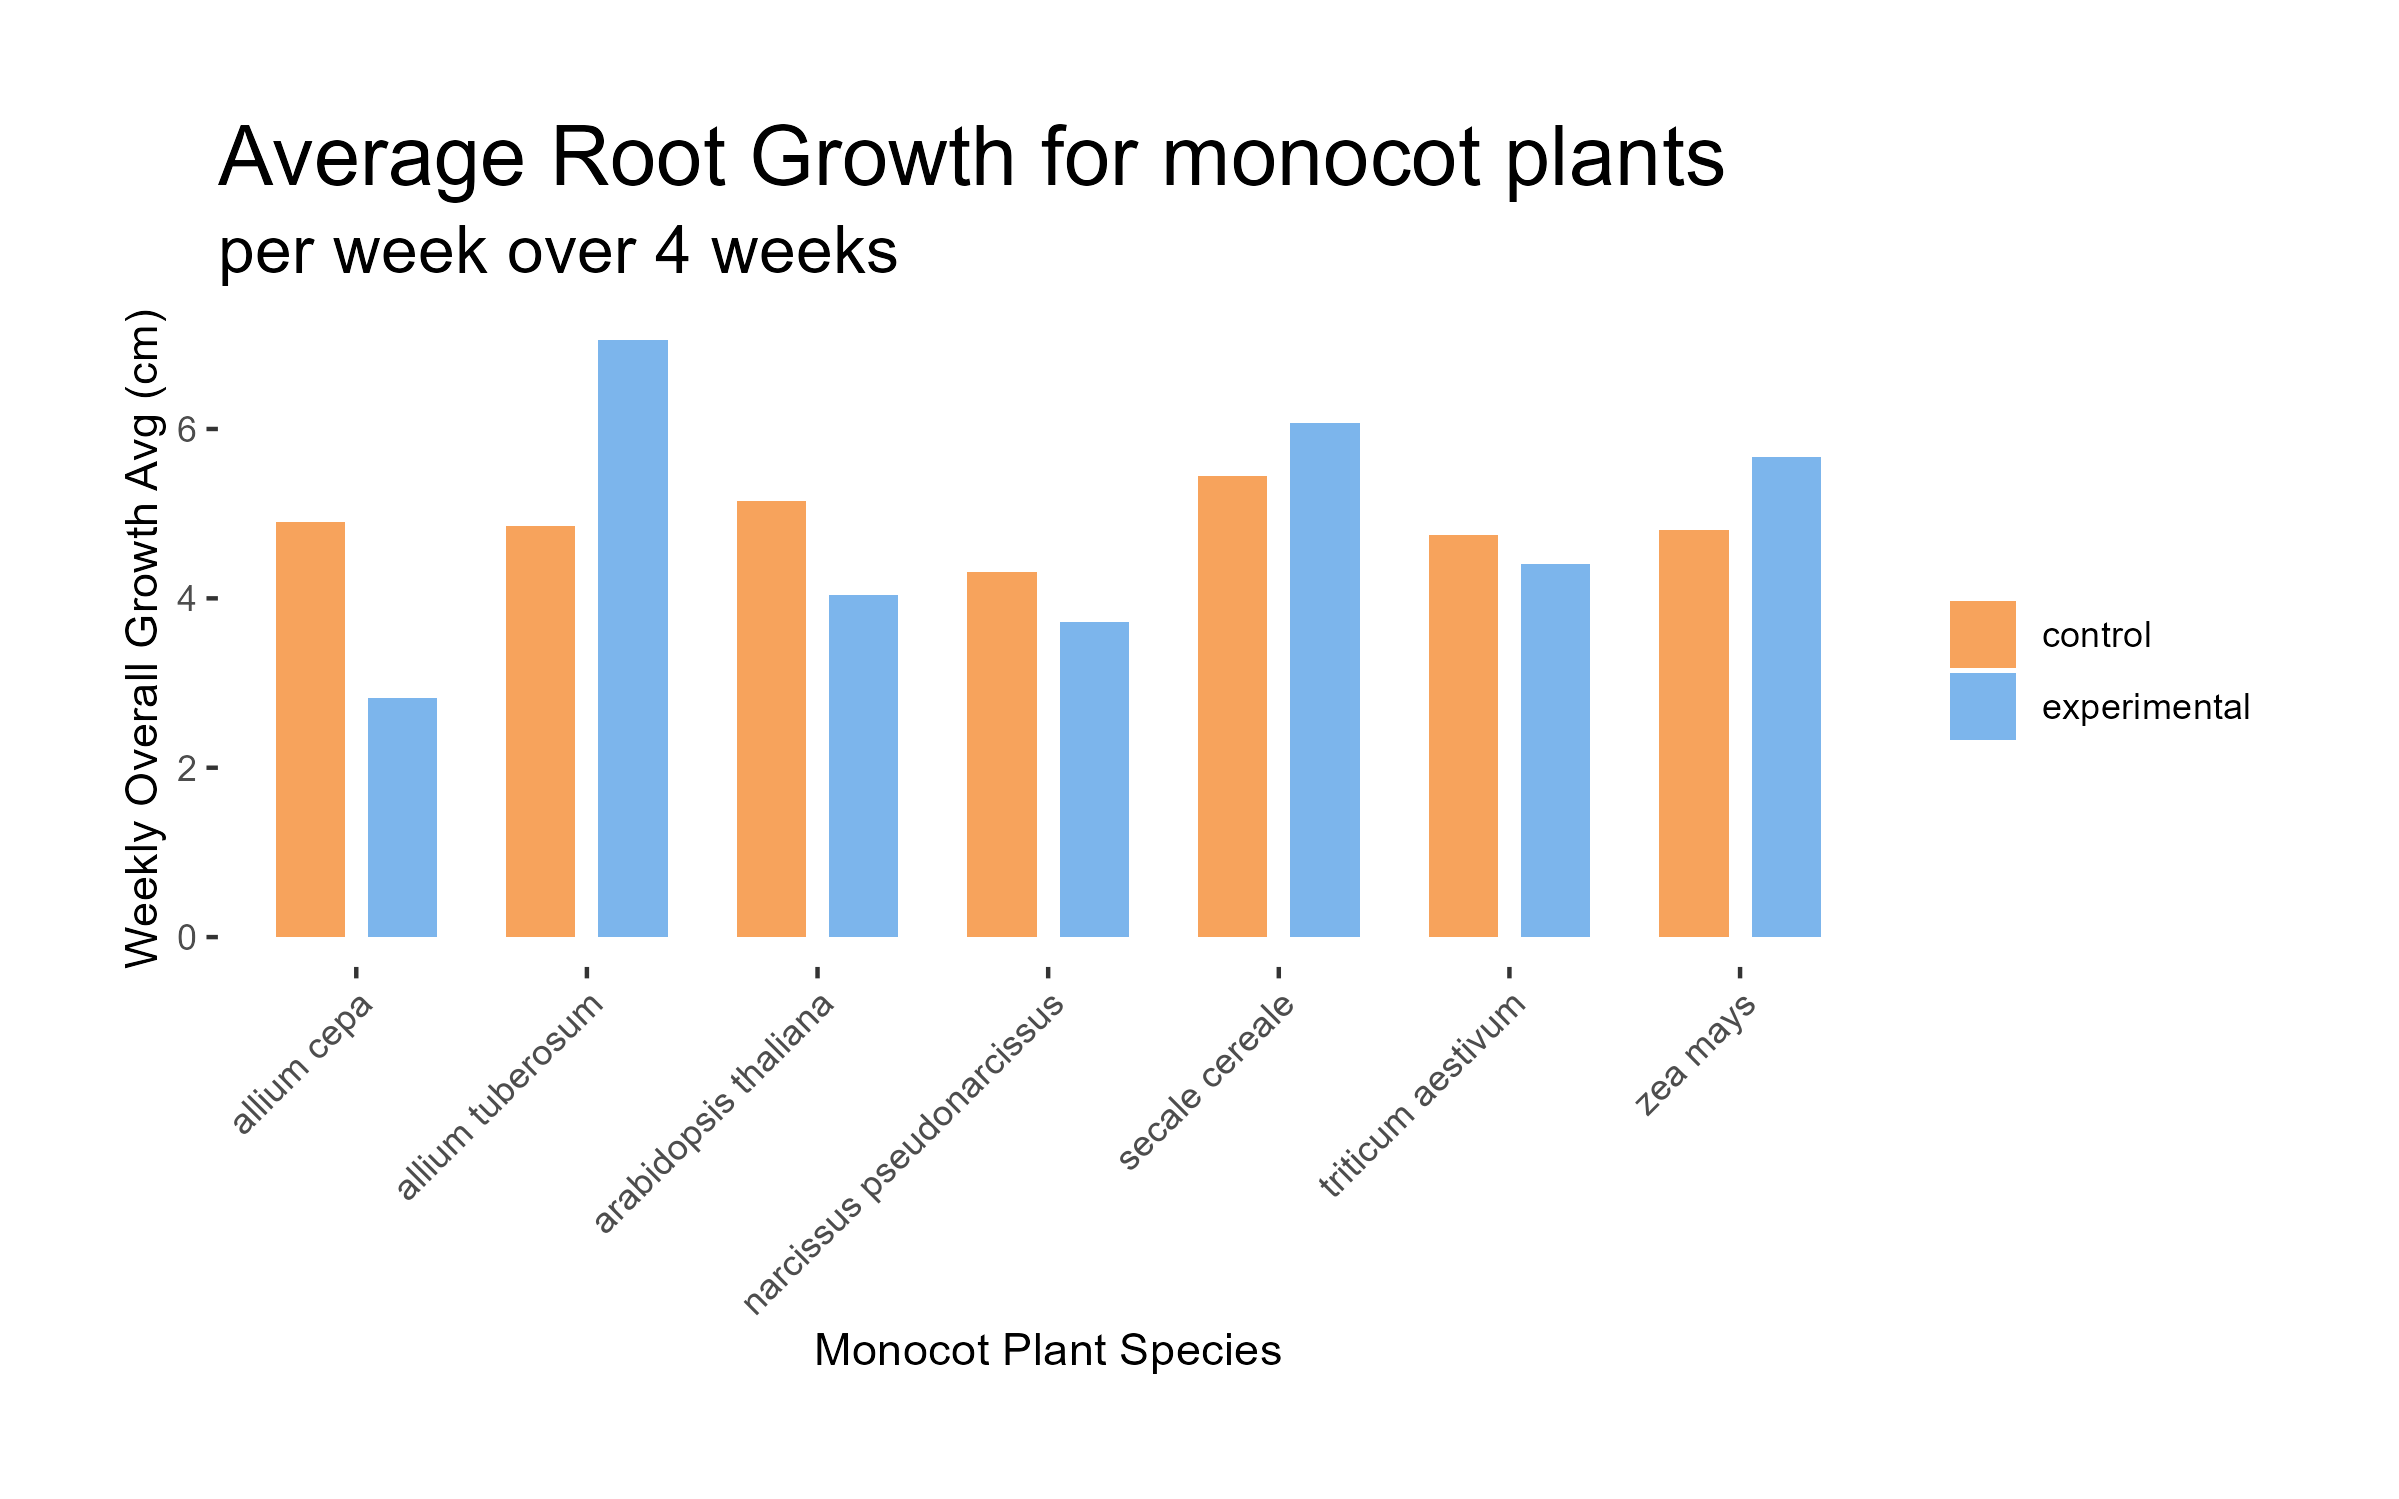 Average Root Growth for monocot plants
per week over 4 weeks
Weekly Overall Growth Avg (cm)
6
4
2
0
control
experimental
allium cepa
allium tuberosum
arabidopsis thaliana
narcissus pseudonarcissus
secale cereale
triticum aestivum
zea mays
Monocot Plant Species